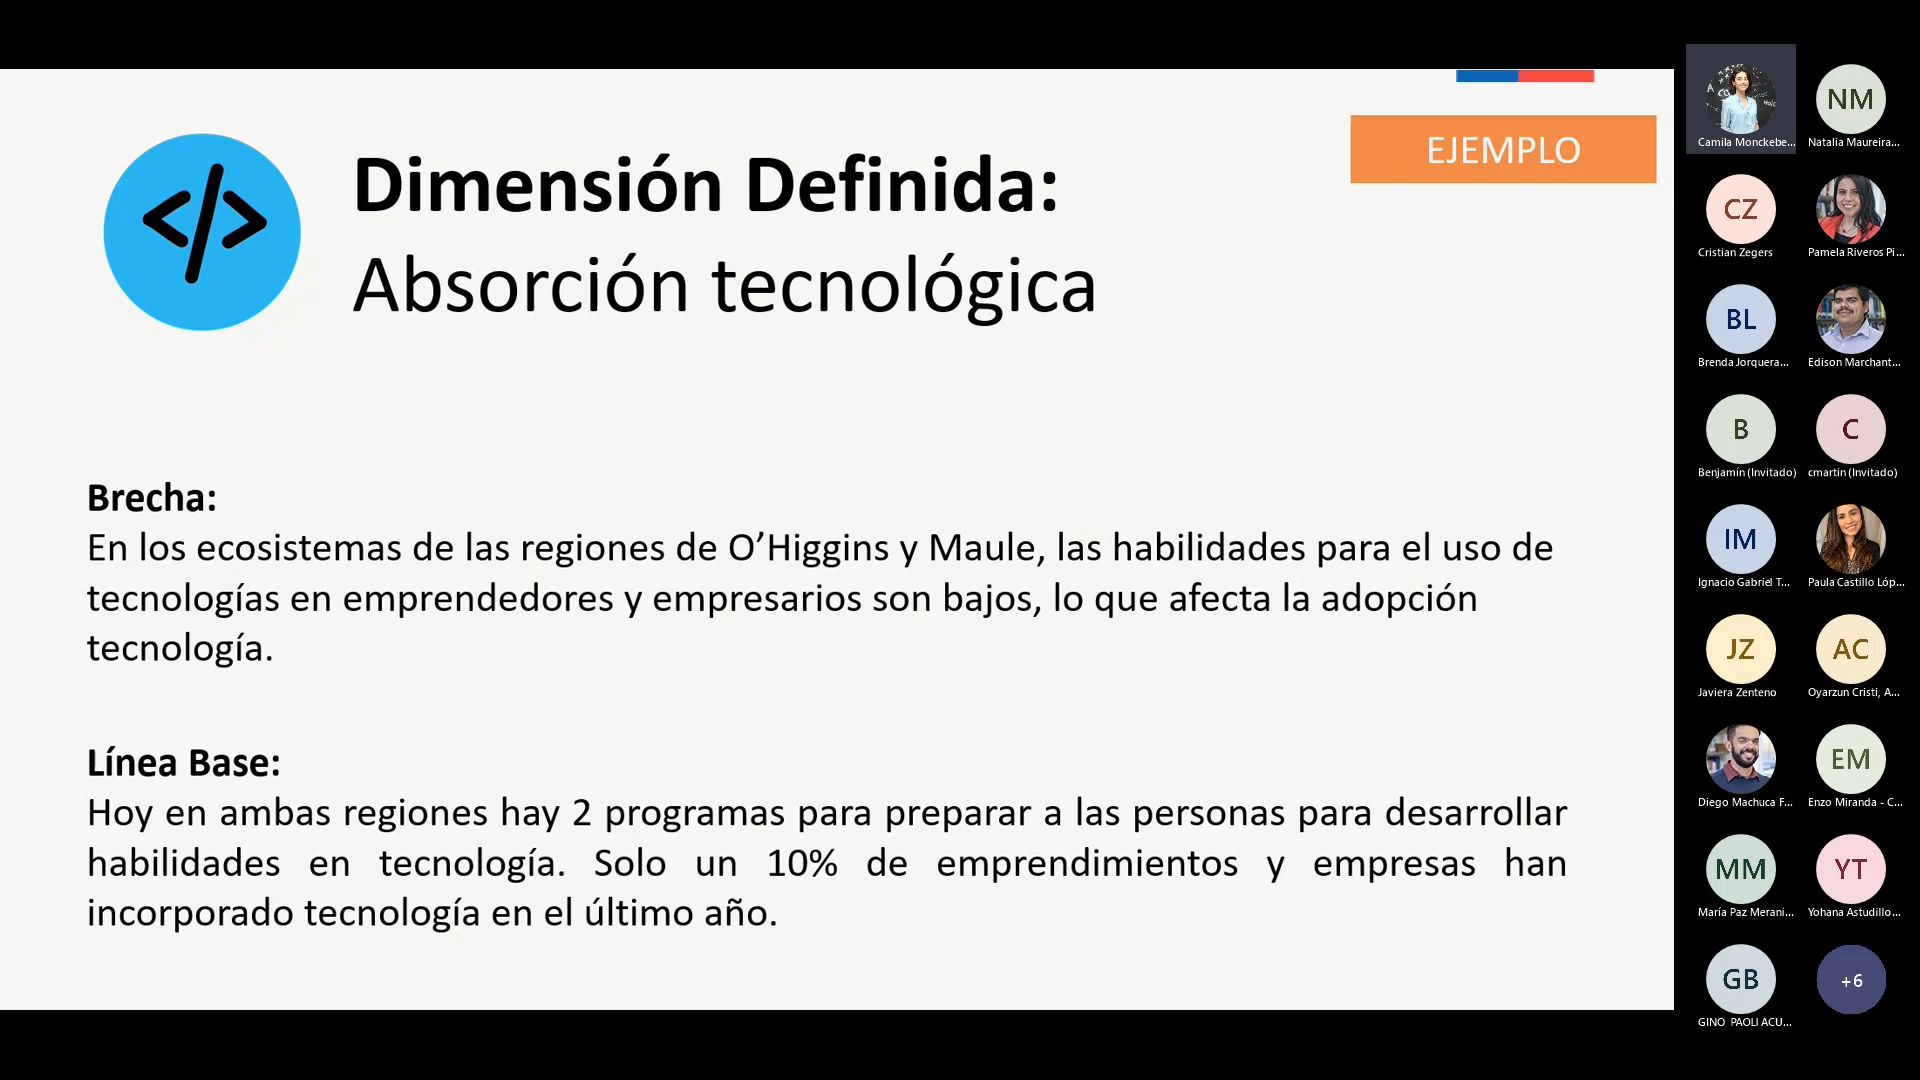 EJEMPLO
</>
Dimensión Definida:
Absorción tecnológica
Brecha:
En los ecosistemas de las regiones de O’Higgins y Maule, las habilidades para el uso de
tecnologías en emprendedores y empresarios son bajos, lo que afecta la adopción
tecnología.
Línea Base:
Hoy en ambas regiones hay 2 programas para preparar a las personas para desarrollar
habilidades en tecnología. Solo un 10% de emprendimientos y empresas han
incorporado tecnología en el último año.
Camila Monckebe...
NM
Natalia Maureira...
CZ
Cristian Zegers
Pamela Riveros Pi...
BL
Brenda Jorquera...
Edison Marchant...
B
Benjamín (Invitado)
C
cmartin (Invitado)
IM
Ignacio Gabriel T...
Paula Castillo Lóp...
JZ
Javiera Zenteno
AC
Oyarzun Cristi, A...
Diego Machuca F...
EM
Enzo Miranda - C...
MM
María Paz Merani...
YT
Yohana Astudillo...
GB
GINO PAOLI ACU...
+6